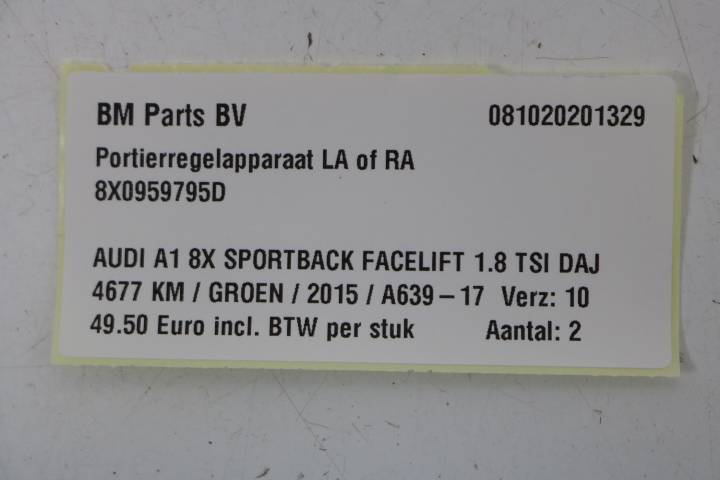 BM Parts BV 081020201329
Portierregelapparaat LA of RA
8X0959795D
AUDI A1 8X SPORTBACK FACELIFT 1.8 TSI DAJ
4677 KM / GROEN / 2015 / A639-17 Verz: 10
49.50 Euro incl. BTW per stuk Aantal: 2